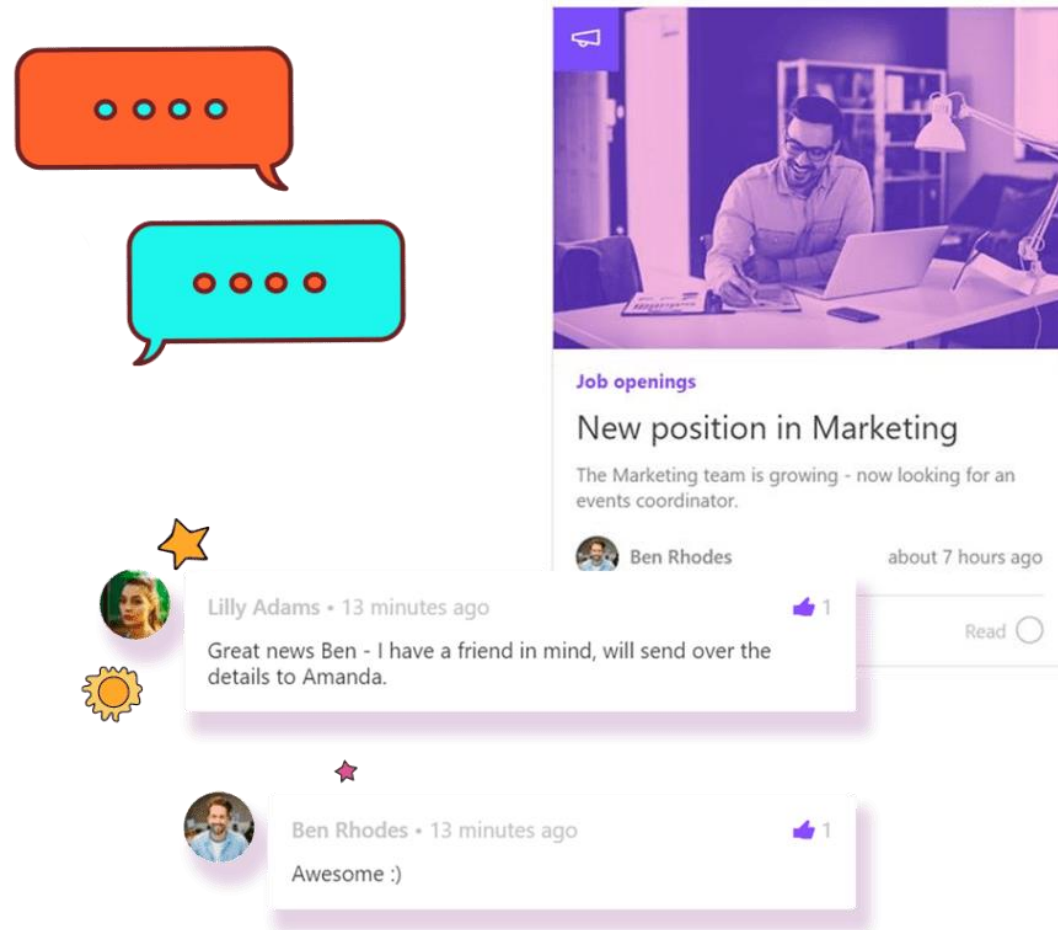 Job openings
New position in Marketing
The Marketing team is growing - now looking for an
events coordinator.
Ben Rhodes about 7 hours ago
Read
Lilly Adams • 13 minutes ago 1
Great news Ben - I have a friend in mind, will send over the
details to Amanda.
Ben Rhodes • 13 minutes ago 1
Awesome :)